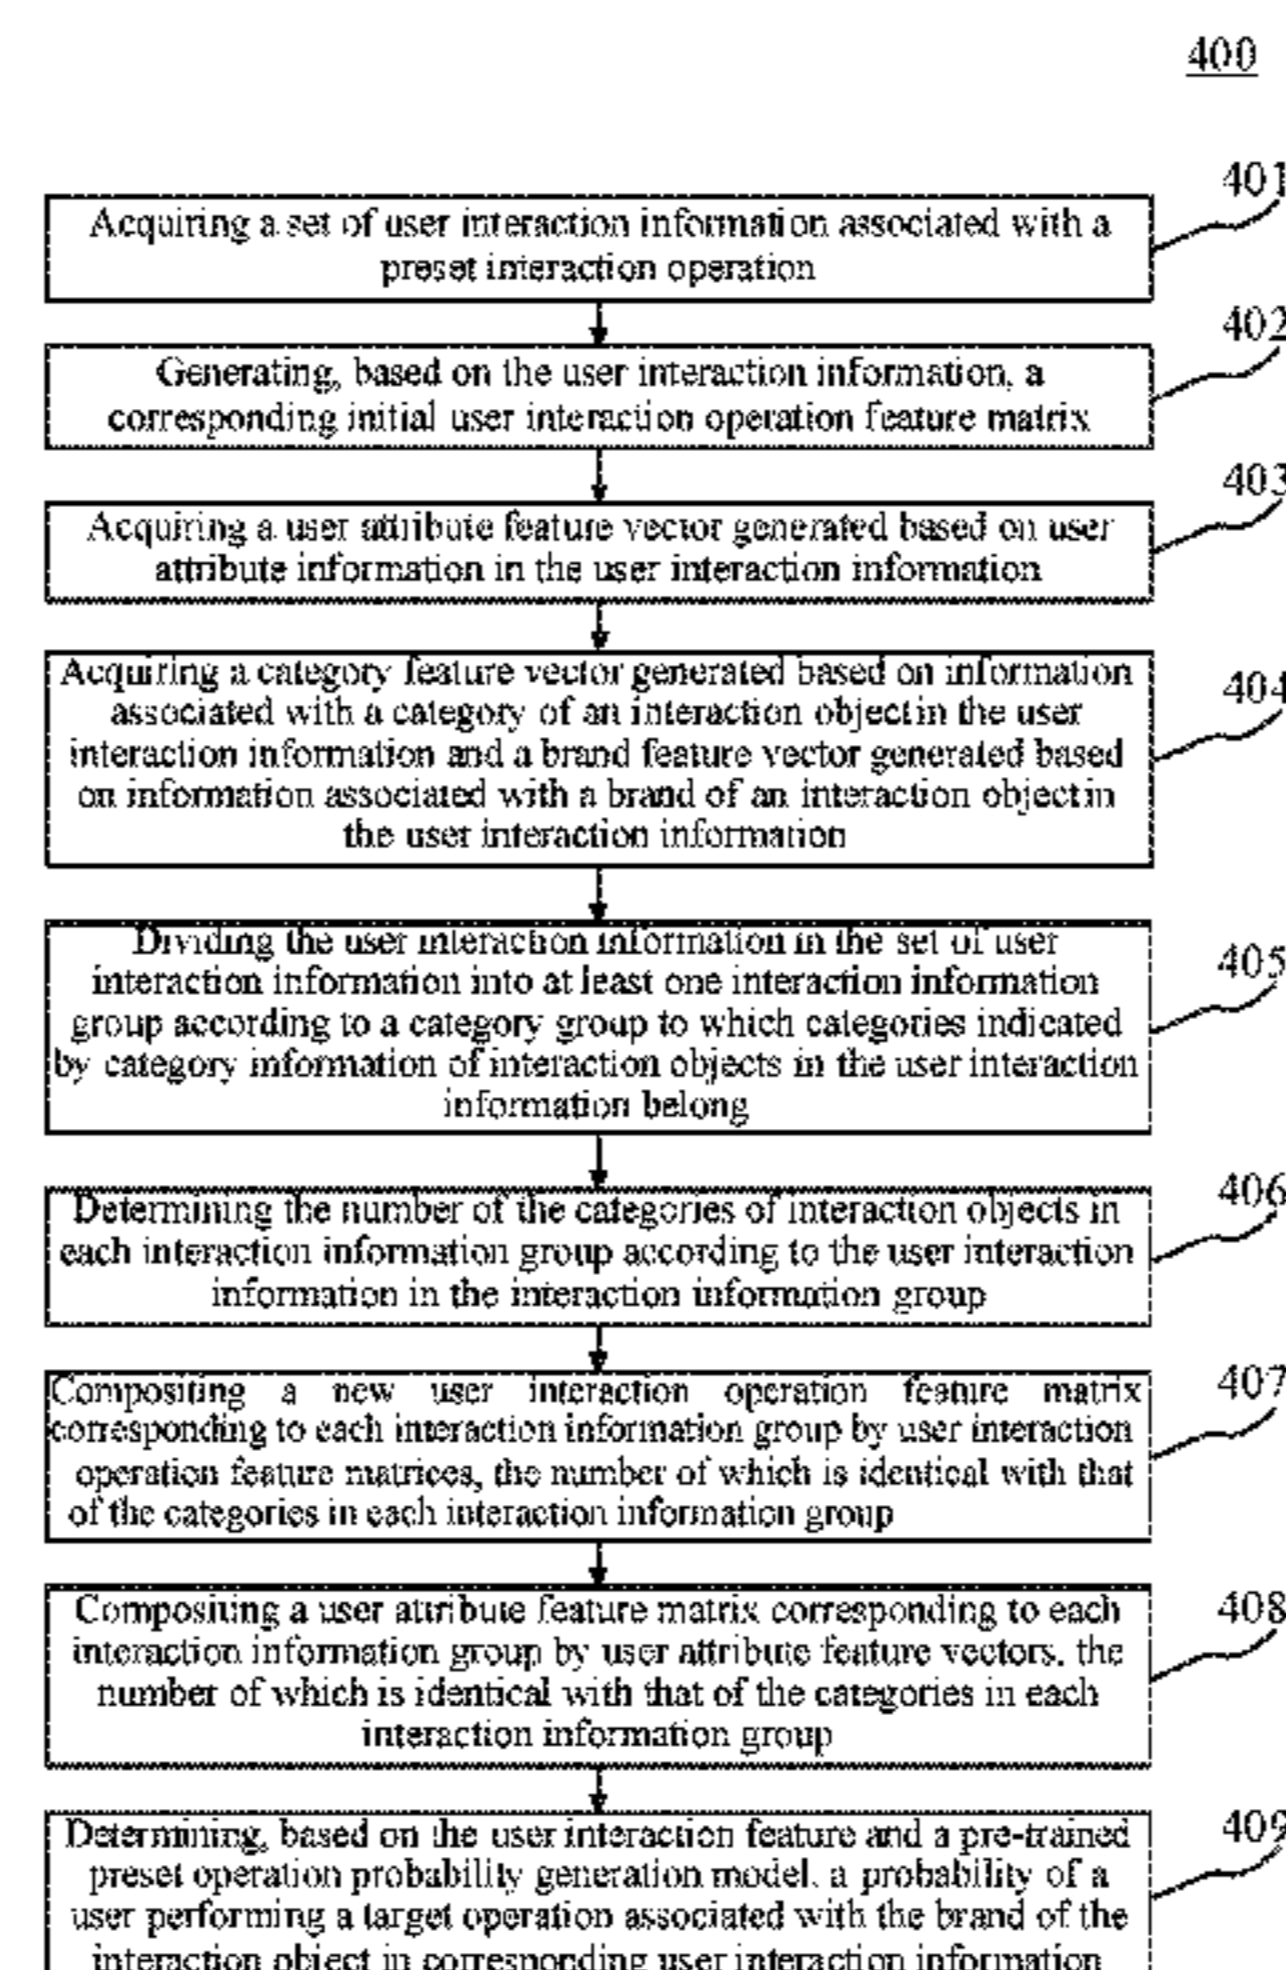 400
401
Acquiring a set of user interaction information associated with a
preset interaction operation
402
Generating, based on the user interaction information, a
corresponding initial user interaction operation feature matrix
403
Acquiring a user attribute feature vector generated based on user
attribute information in the user interaction information
404
Acquiring a category feature vector generated based on information
associated with a category of an interaction object in the user
interaction information and a brand feature vector generated based
on information associated with a brand of an interaction object in
the user interaction information
405
Dividing the user interaction information in the set of user
interaction information into at least one interaction information
group according to a category group to which categories indicated
by category information of interaction objects in the user interaction
information belong
406
Determining the number of the categories of interaction objects in
each interaction information group according to the user interaction
information in the interaction information group
407
Compositing a new user interaction operation feature matrix
corresponding to each interaction information group by user interaction
operation feature matrices, the number of which is identical with that
of the categories in each interaction information group
408
Compositing a user attribute feature matrix corresponding to each
interaction information group by user attribute feature vectors, the
number of which is identical with that of the categories in each
interaction information group
409
Determining, based on the user interaction feature and a pre-trained
preset operation probability generation model, a probability of a
user performing a target operation associated with the brand of the
interaction object in corresponding user interaction information